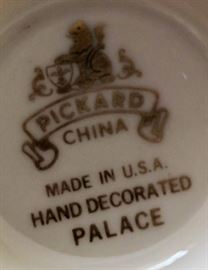 PICKARD
CHINA
MADE IN U.S.A.
HAND DECORATED
PALACE